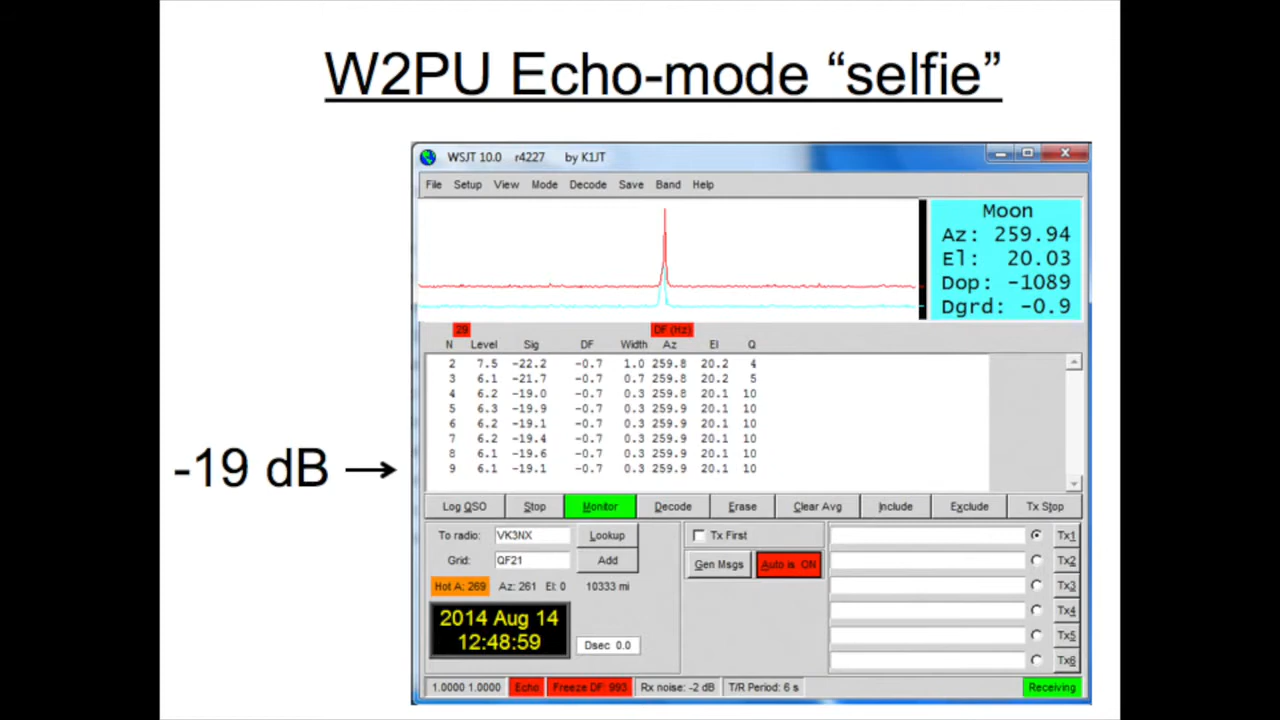 W2PU Echo-mode “selfie”
WSJT 10.0 r4227 by K1JT
File Setup View Mode Decode Save Band Help
Moon
Az: 259.94
El: 20.03
Dop: -1089
Dgrd: -0.9
29 DF (Hz)
N Level Sig DF Width Az El Q
2 7.5 -22.2 -0.7 1.0 259.8 20.2 4
3 6.1 -21.7 -0.7 0.7 259.8 20.2 5
4 6.2 -19.0 -0.7 0.3 259.8 20.1 10
5 6.3 -19.9 -0.7 0.3 259.9 20.1 10
6 6.2 -19.1 -0.7 0.3 259.9 20.1 10
7 6.2 -19.4 -0.7 0.3 259.9 20.1 10
8 6.1 -19.6 -0.7 0.3 259.9 20.1 10
9 6.1 -19.1 -0.7 0.3 259.9 20.1 10
-19 dB →
Log QSO Stop Monitor Decode Erase Clear Avg Include Exclude Tx Stop
To radio: VK3NX Lookup Tx First Tx1
Grid: QF21 Add Gen Msgs Auto is ON Tx2
Hot A: 269 Az: 261 El: 0 10333 mi Tx3
2014 Aug 14 Tx4
12:48:59 Dsec 0.0 Tx5
Tx6
1.0000 1.0000 Echo Freeze DF: 993 Rx noise: -2 dB T/R Period: 6 s Receiving